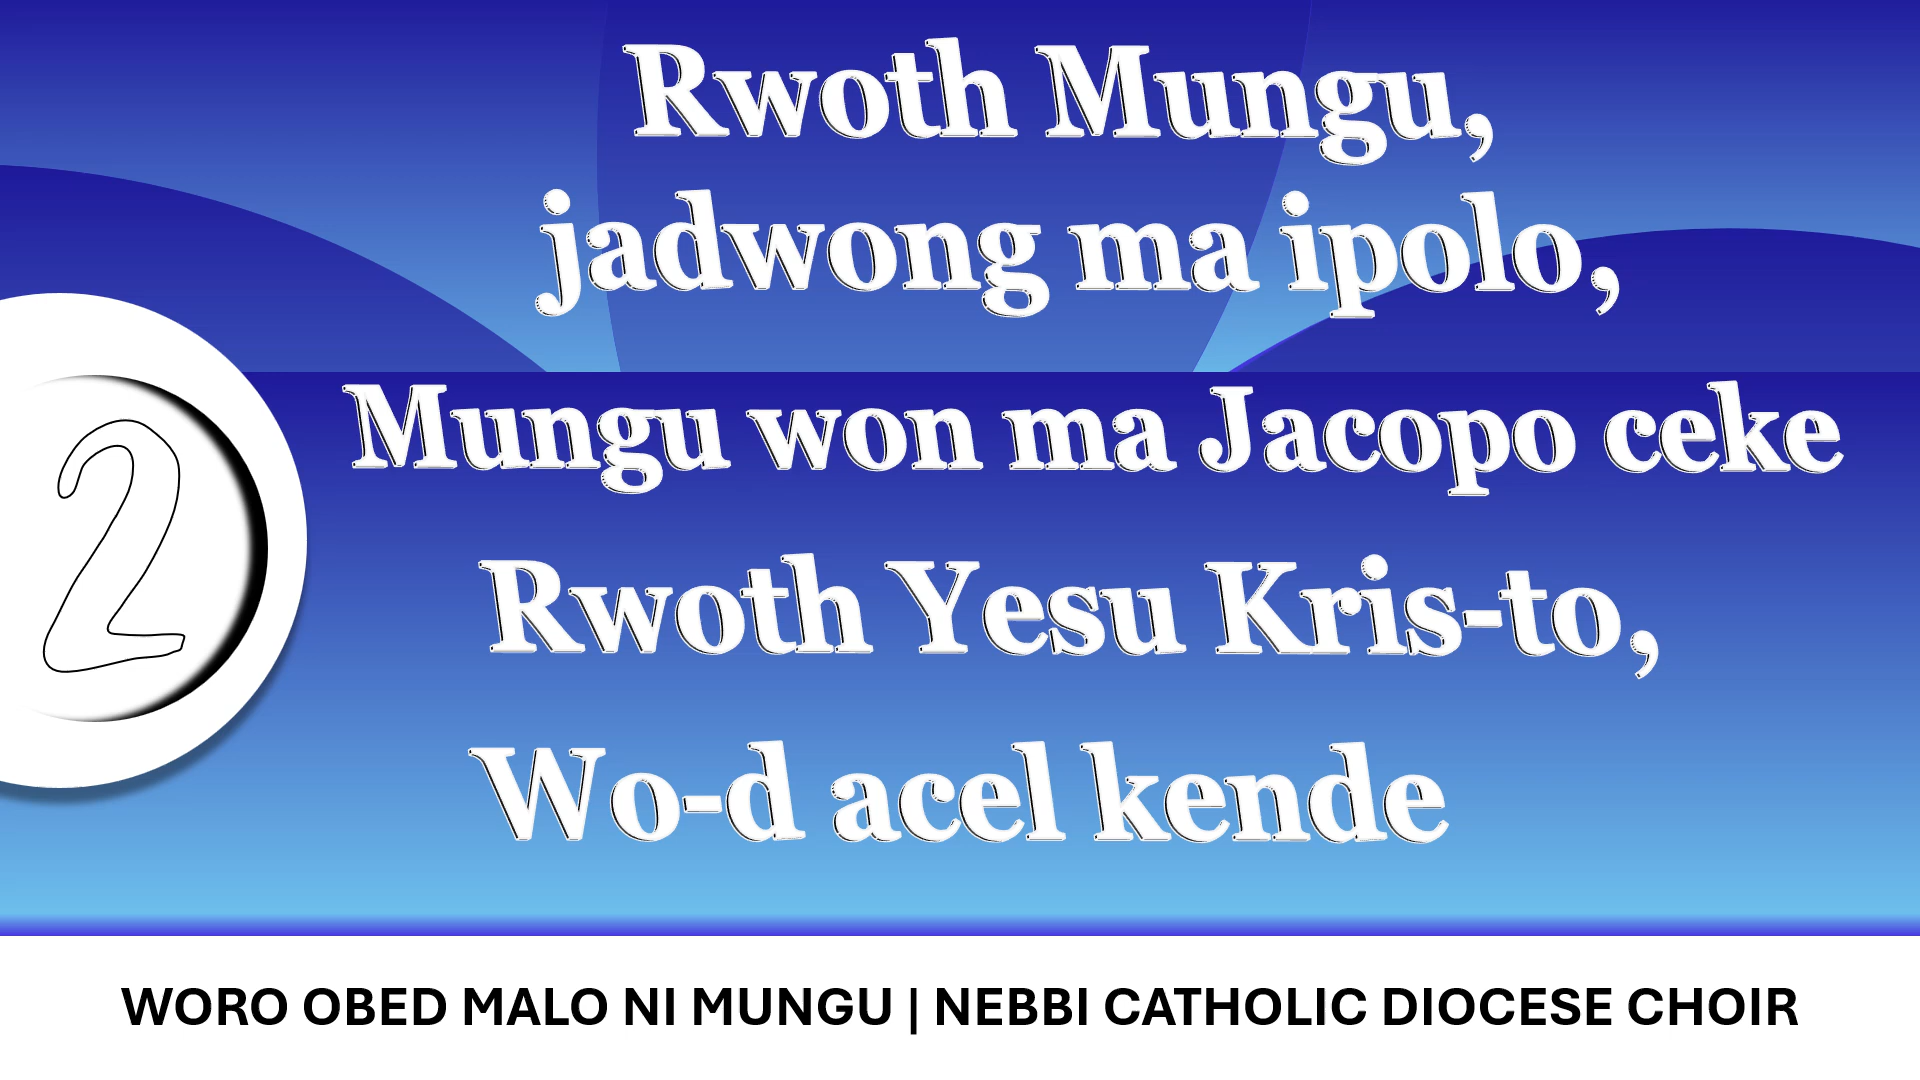 Rwoth Mungu,
jadwong ma ipolo,
Mungu won ma Jacopo ceke
2
Rwoth Yesu Kris-to,
Wo-d acel kende
WORO OBED MALO NI MUNGU | NEBBI CATHOLIC DIOCESE CHOIR